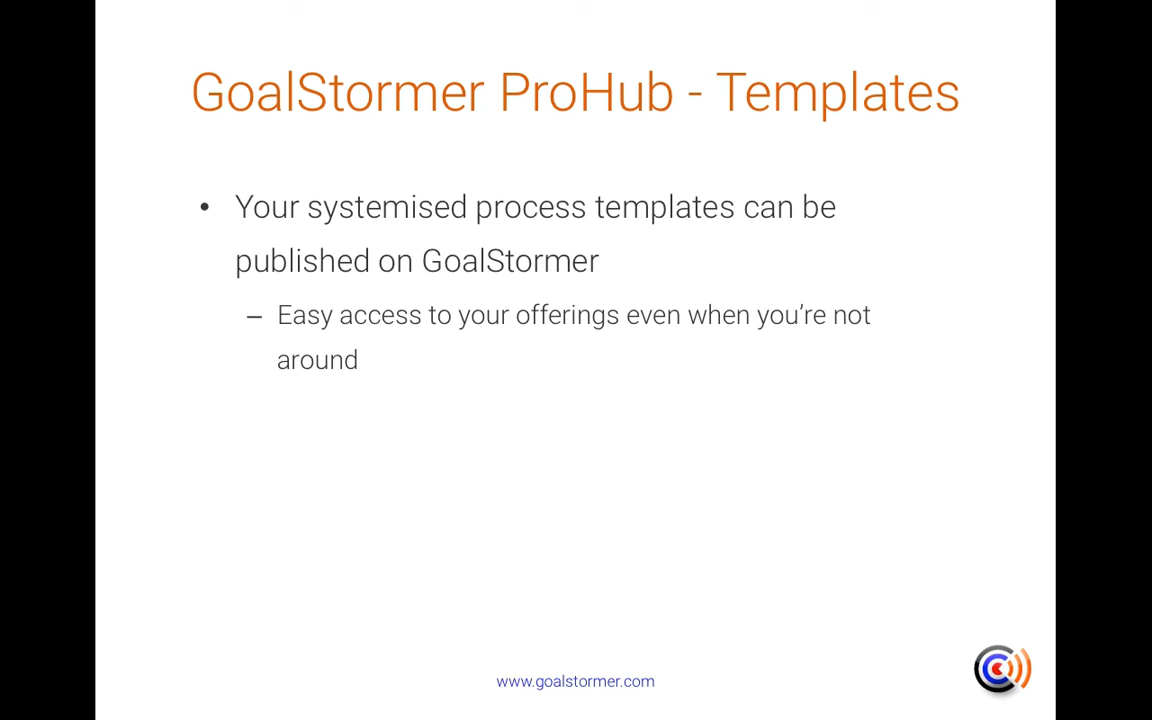 GoalStormer ProHub - Templates
• Your systemised process templates can be
published on GoalStormer
– Easy access to your offerings even when you’re not
around
www.goalstormer.com